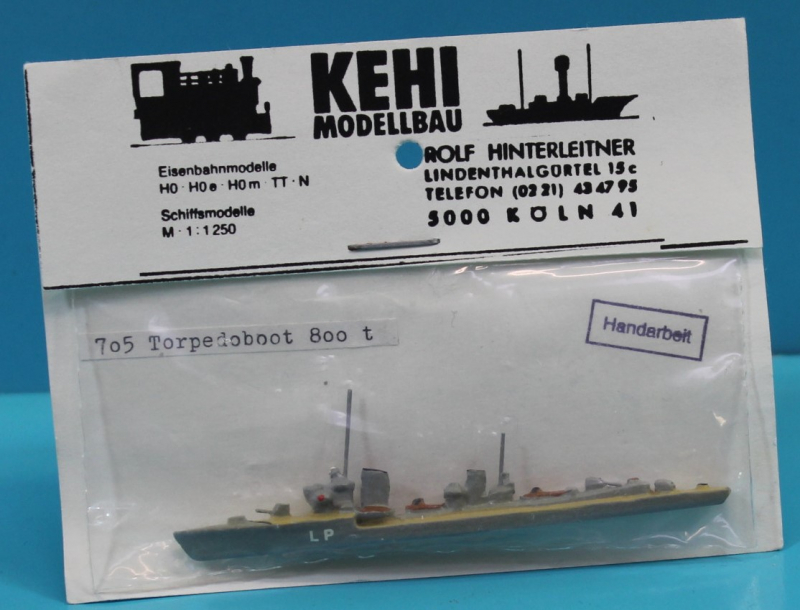 KEHI
MODELLBAU
Eisenbahnmodelle
H0 · H0e · H0m · TT · N
Schiffsmodelle
M · 1:1250
ROLF HINTERLEITNER
LINDENTHALGÜRTEL 15c
TELEFON (0221) 434795
5000 KÖLN 41
7o5 Torpedoboot 8oo t
Handarbeit
LP